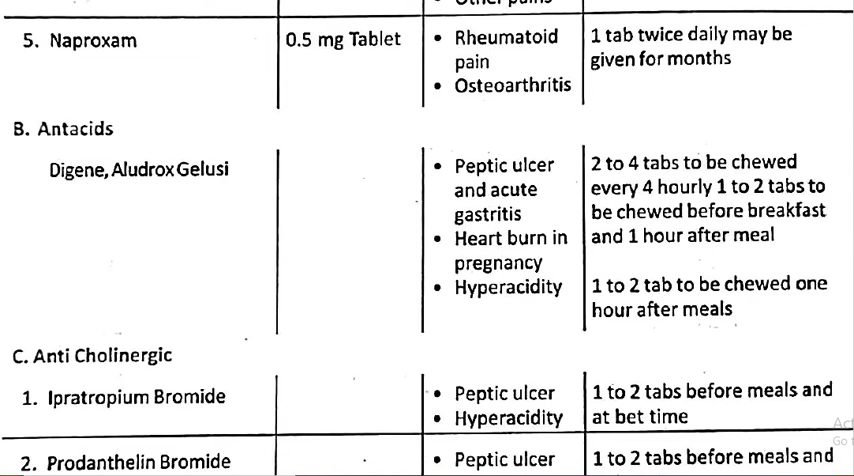 Other pains
5. Naproxam 0.5 mg Tablet • Rheumatoid 1 tab twice daily may be
pain given for months
• Osteoarthritis
B. Antacids
Digene, Aludrox Gelusi • Peptic ulcer 2 to 4 tabs to be chewed
and acute every 4 hourly 1 to 2 tabs to
gastritis be chewed before breakfast
• Heart burn in and 1 hour after meal
pregnancy
• Hyperacidity 1 to 2 tab to be chewed one
hour after meals
C. Anti Cholinergic
1. Ipratropium Bromide • Peptic ulcer 1 to 2 tabs before meals and
• Hyperacidity at bet time
2. Prodanthelin Bromide • Peptic ulcer 1 to 2 tabs before meals and